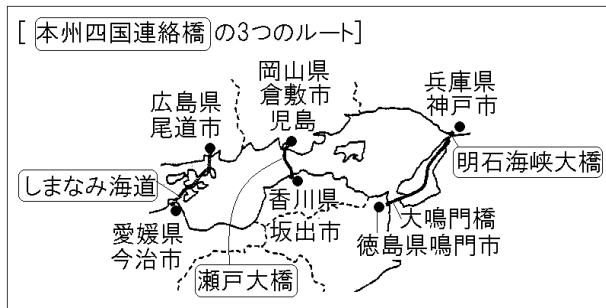 [ 本州四国連絡橋 の3つのルート]
岡山県
倉敷市
児島
兵庫県
神戸市
広島県
尾道市
明石海峡大橋
しまなみ海道
香川県
坂出市
大鳴門橋
徳島県鳴門市
愛媛県
今治市
瀬戸大橋